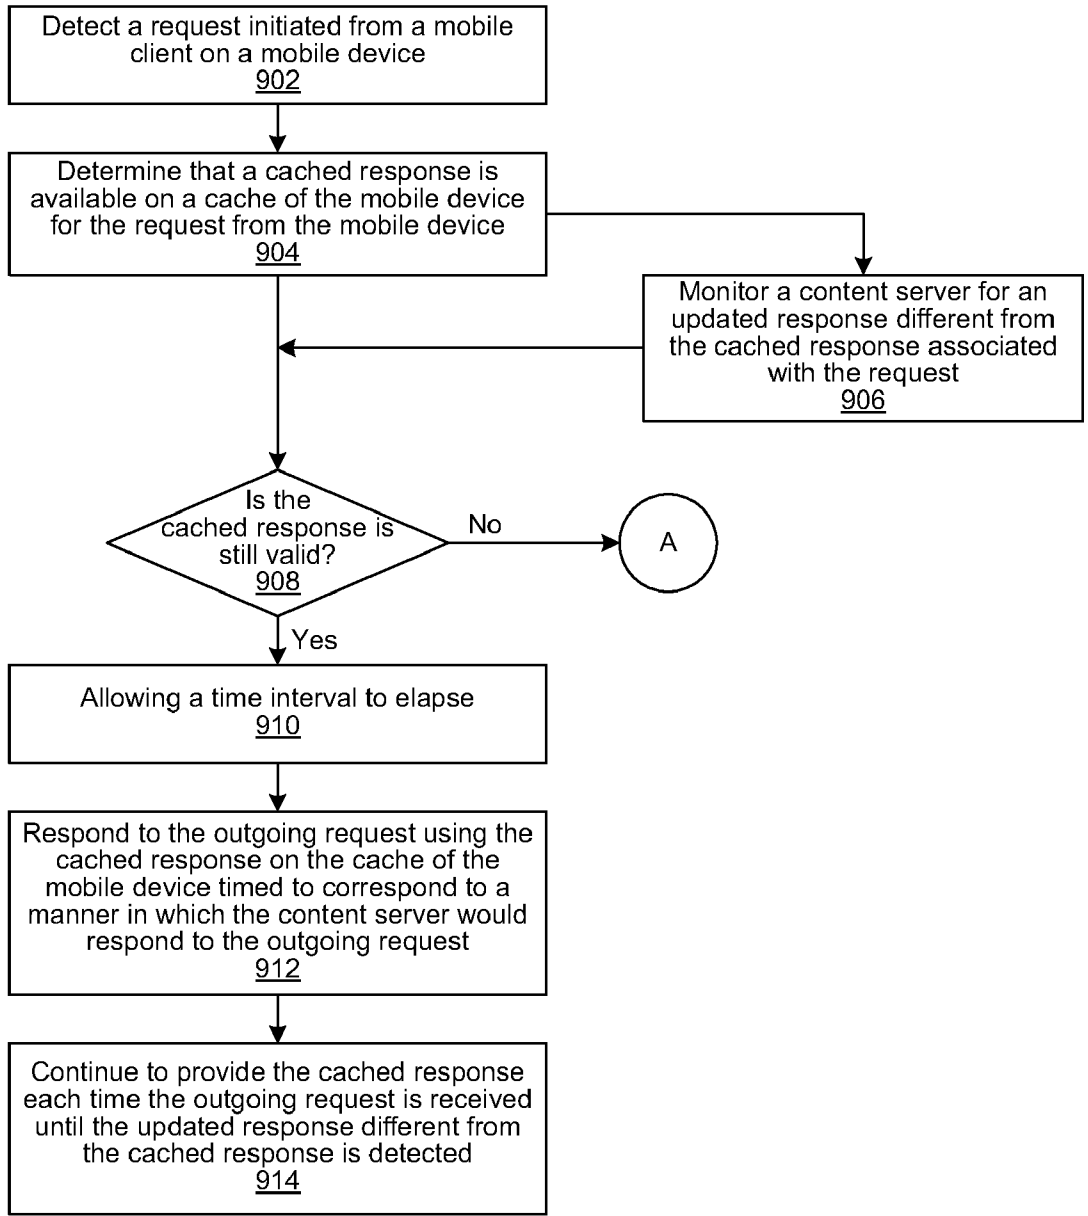 Detect a request initiated from a mobile
client on a mobile device
902
Determine that a cached response is
available on a cache of the mobile device
for the request from the mobile device
904
Monitor a content server for an
updated response different from
the cached response associated
with the request
906
Is the
cached response is
still valid?
908
No
A
Yes
Allowing a time interval to elapse
910
Respond to the outgoing request using the
cached response on the cache of the
mobile device timed to correspond to a
manner in which the content server would
respond to the outgoing request
912
Continue to provide the cached response
each time the outgoing request is received
until the updated response different from
the cached response is detected
914